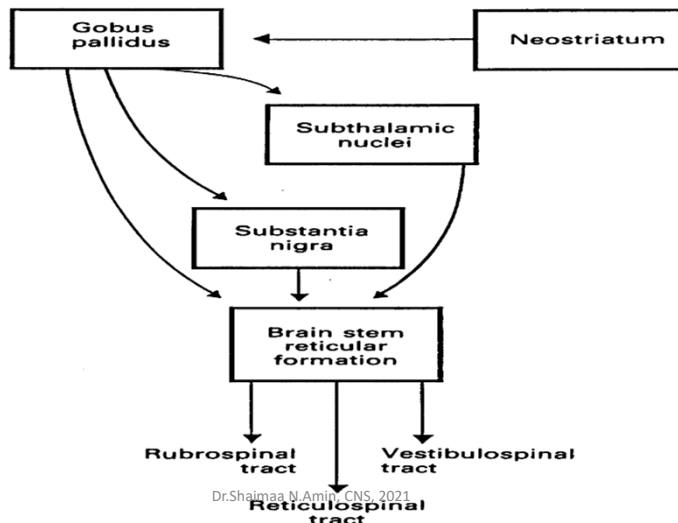 Gobus
pallidus
Neostriatum
Subthalamic
nuclei
Substantia
nigra
Brain stem
reticular
formation
Rubrospinal
tract
Vestibulospinal
tract
Dr.Shaimaa N.Amin, CNS, 2021
Reticulospinal
tract